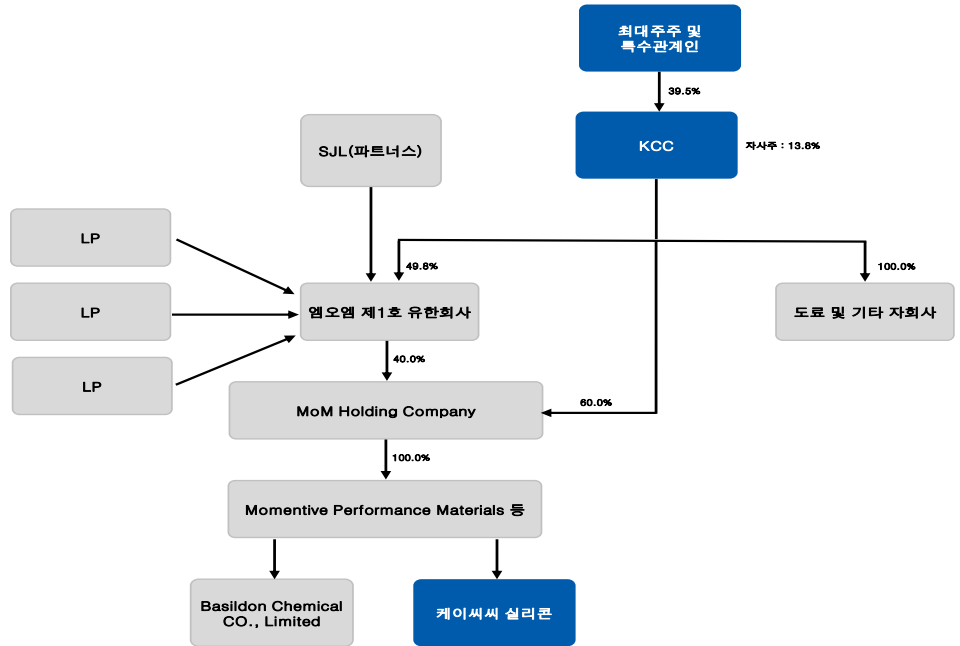 최대주주 및
특수관계인
39.5%
KCC
자사주 : 13.8%
SJL(파트너스)
LP
49.8%
100.0%
LP
엠오엠 제1호 유한회사
도료 및 기타 자회사
40.0%
LP
MoM Holding Company
60.0%
100.0%
Momentive Performance Materials 등
Basildon Chemical
CO., Limited
케이씨씨 실리콘